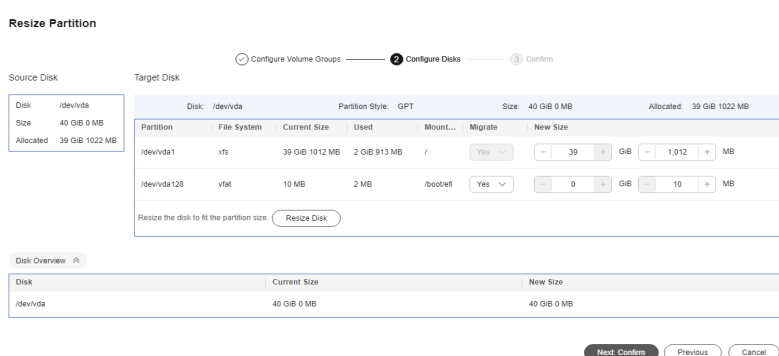 Resize Partition
Configure Volume Groups 2 Configure Disks 3 Confirm
Source Disk Target Disk
Disk /dev/vda
Size 40 GiB 0 MB
Allocated 39 GiB 1022 MB
Disk: /dev/vda Partition Style: GPT Size: 40 GiB 0 MB Allocated: 39 GiB 1022 MB
Partition File System Current Size Used Mount... Migrate New Size
/dev/vda1 xfs 39 GiB 1012 MB 2 GiB 913 MB / Yes − 39 + GiB − 1,012 + MB
/dev/vda128 vfat 10 MB 2 MB /boot/efi Yes − 0 + GiB − 10 + MB
Resize the disk to fit the partition size. Resize Disk
Disk Overview
Disk Current Size New Size
/dev/vda 40 GiB 0 MB 40 GiB 0 MB
Next: Confirm Previous Cancel